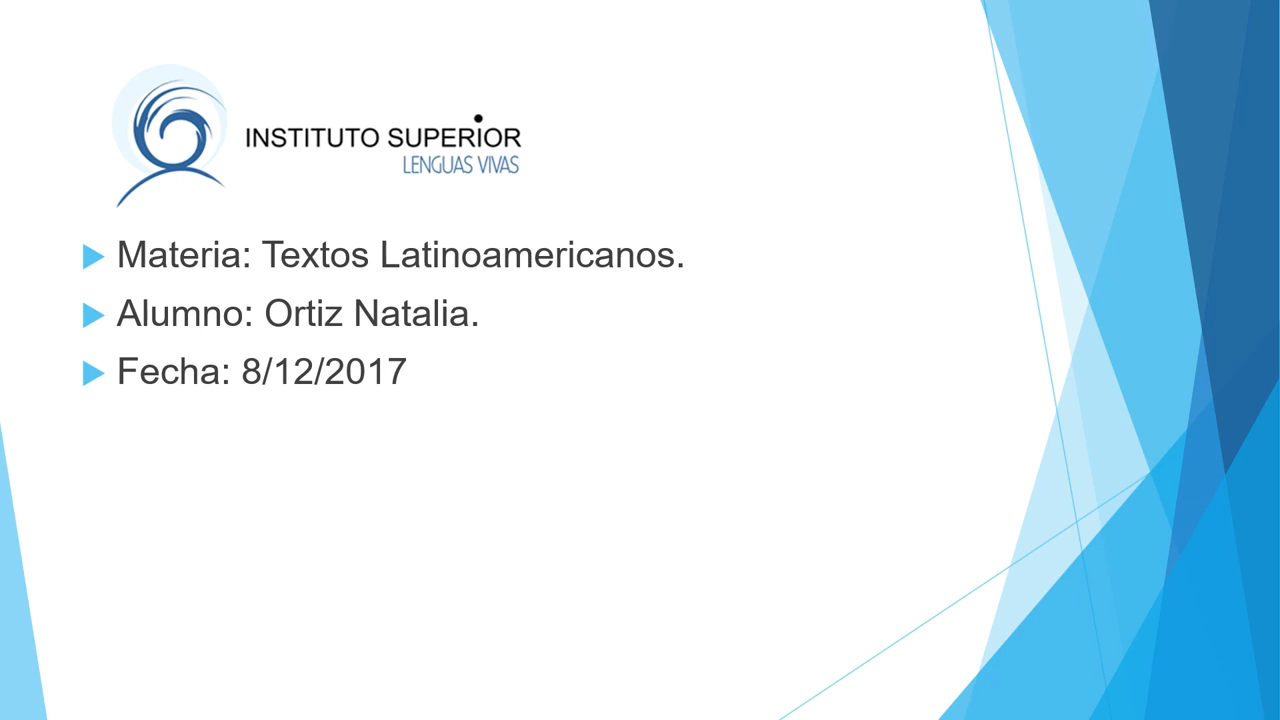 INSTITUTO SUPERIOR
LENGUAS VIVAS
Materia: Textos Latinoamericanos.
Alumno: Ortiz Natalia.
Fecha: 8/12/2017